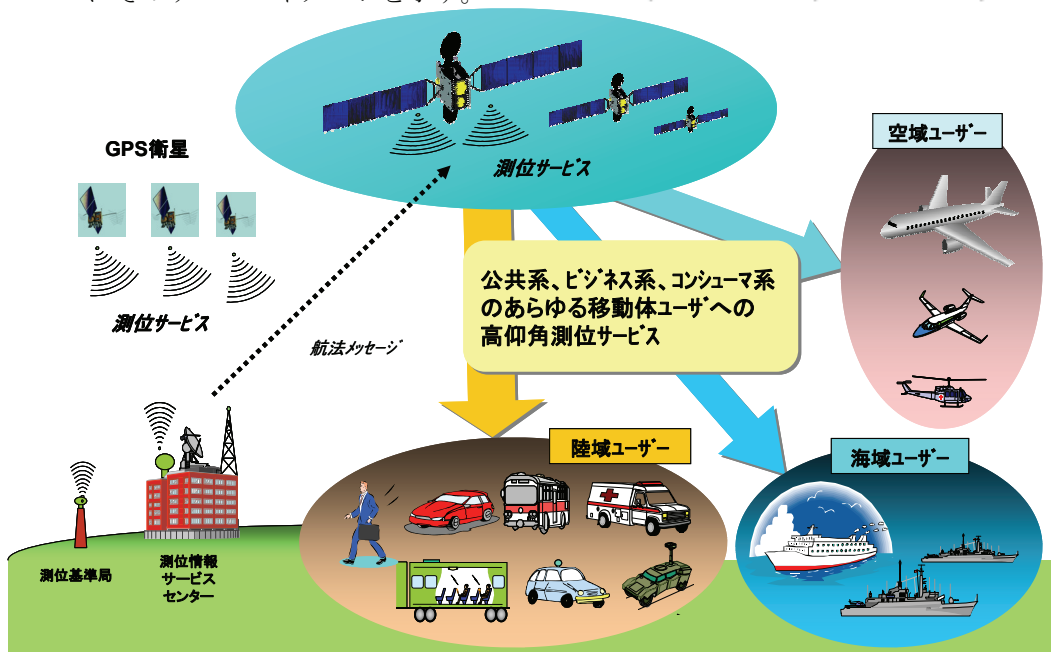 測位サービス
GPS衛星
測位サービス
空域ユーザー
公共系、ビジネス系、コンシューマ系
のあらゆる移動体ユーザへの
高仰角測位サービス
航法メッセージ
陸域ユーザー
海域ユーザー
測位基準局
測位情報
サービス
センター